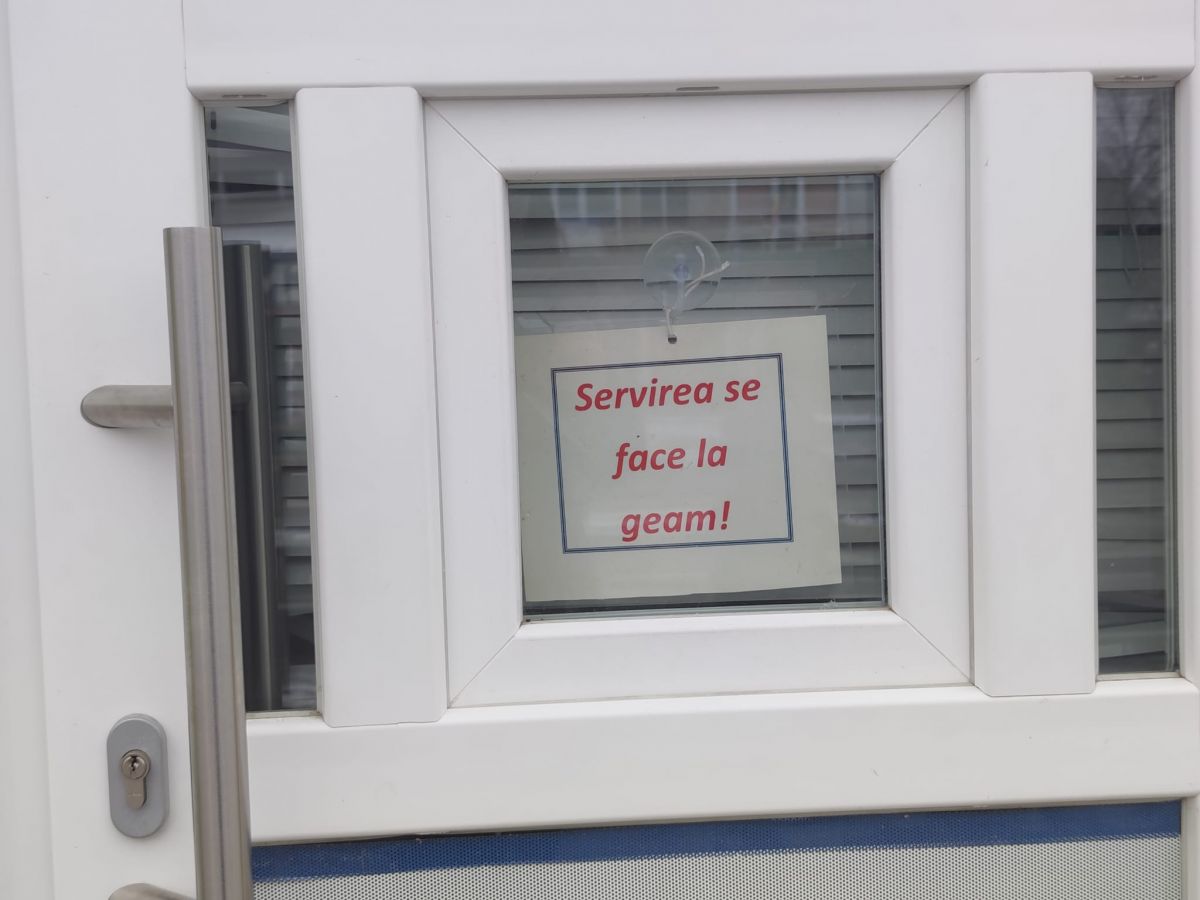 Servirea se
face la
geam!